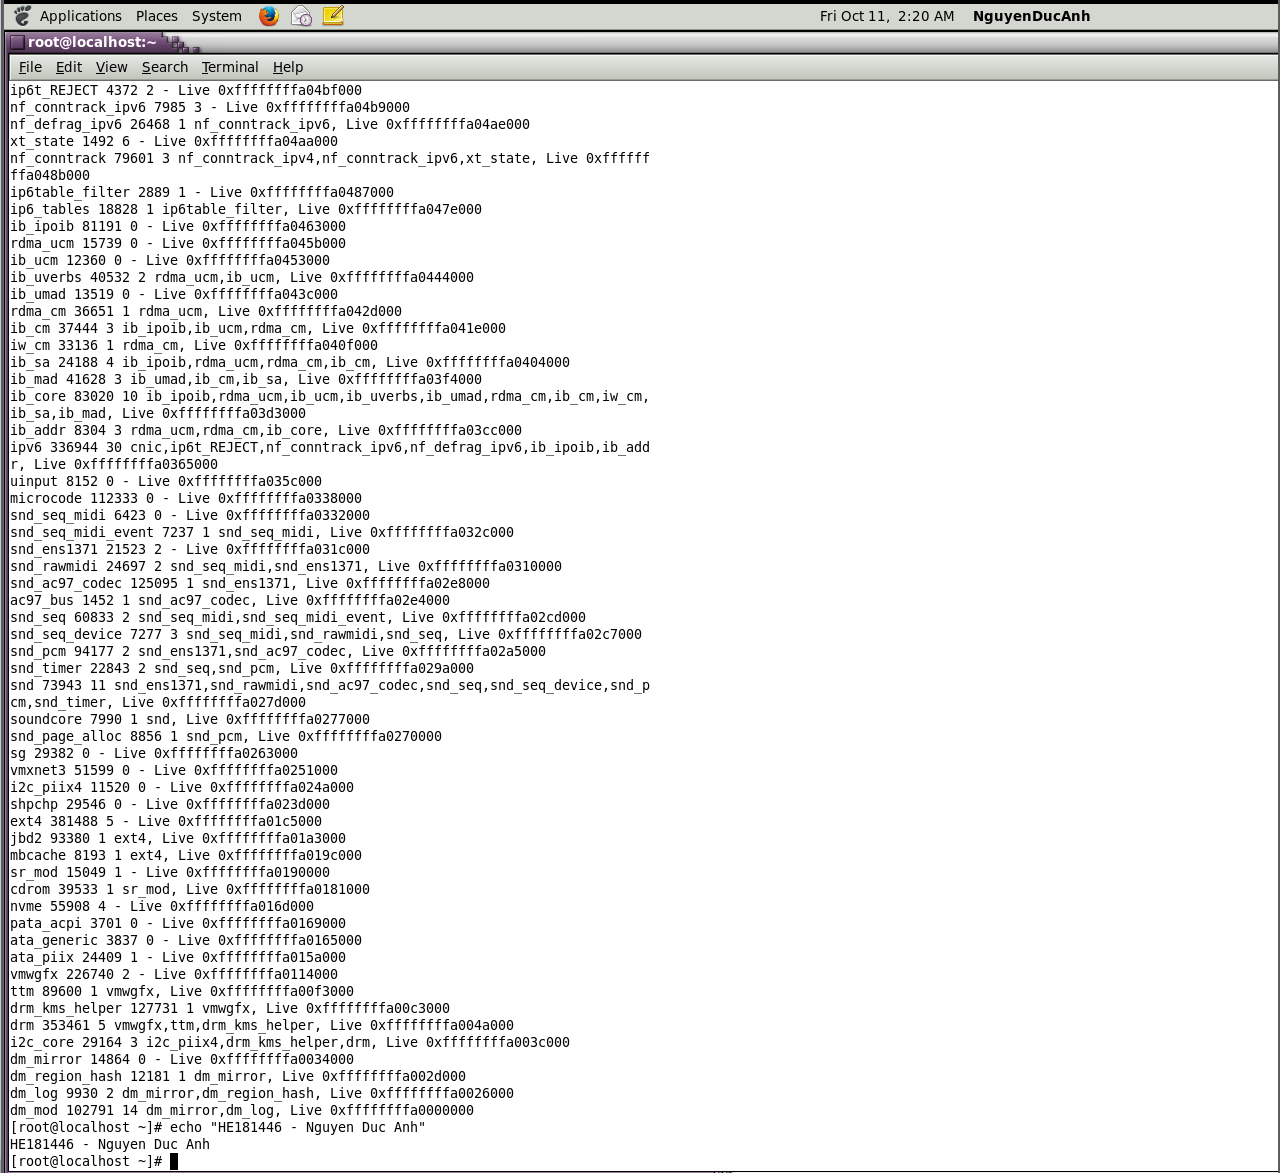 Applications Places System Fri Oct 11, 2:20 AM NguyenDucAnh
root@localhost:~
File Edit View Search Terminal Help
ip6t_REJECT 4372 2 - Live 0xffffffffa04bf000
nf_conntrack_ipv6 7985 3 - Live 0xffffffffa04b9000
nf_defrag_ipv6 26468 1 nf_conntrack_ipv6, Live 0xffffffffa04ae000
xt_state 1492 6 - Live 0xffffffffa04aa000
nf_conntrack 79601 3 nf_conntrack_ipv4,nf_conntrack_ipv6,xt_state, Live 0xffffff
ffa048b000
ip6table_filter 2889 1 - Live 0xffffffffa0487000
ip6_tables 18828 1 ip6table_filter, Live 0xffffffffa047e000
ib_ipoib 81191 0 - Live 0xffffffffa0463000
rdma_ucm 15739 0 - Live 0xffffffffa045b000
ib_ucm 12360 0 - Live 0xffffffffa0453000
ib_uverbs 40532 2 rdma_ucm,ib_ucm, Live 0xffffffffa0444000
ib_umad 13519 0 - Live 0xffffffffa043c000
rdma_cm 36651 1 rdma_ucm, Live 0xffffffffa042d000
ib_cm 37444 3 ib_ipoib,ib_ucm,rdma_cm, Live 0xffffffffa041e000
iw_cm 33136 1 rdma_cm, Live 0xffffffffa040f000
ib_sa 24188 4 ib_ipoib,rdma_ucm,rdma_cm,ib_cm, Live 0xffffffffa0404000
ib_mad 41628 3 ib_umad,ib_cm,ib_sa, Live 0xffffffffa03f4000
ib_core 83020 10 ib_ipoib,rdma_ucm,ib_ucm,ib_uverbs,ib_umad,rdma_cm,ib_cm,iw_cm,
ib_sa,ib_mad, Live 0xffffffffa03d3000
ib_addr 8304 3 rdma_ucm,rdma_cm,ib_core, Live 0xffffffffa03cc000
ipv6 336944 30 cnic,ip6t_REJECT,nf_conntrack_ipv6,nf_defrag_ipv6,ib_ipoib,ib_add
r, Live 0xffffffffa0365000
uinput 8152 0 - Live 0xffffffffa035c000
microcode 112333 0 - Live 0xffffffffa0338000
snd_seq_midi 6423 0 - Live 0xffffffffa0332000
snd_seq_midi_event 7237 1 snd_seq_midi, Live 0xffffffffa032c000
snd_ens1371 21523 2 - Live 0xffffffffa031c000
snd_rawmidi 24697 2 snd_seq_midi,snd_ens1371, Live 0xffffffffa0310000
snd_ac97_codec 125095 1 snd_ens1371, Live 0xffffffffa02e8000
ac97_bus 1452 1 snd_ac97_codec, Live 0xffffffffa02e4000
snd_seq 60833 2 snd_seq_midi,snd_seq_midi_event, Live 0xffffffffa02cd000
snd_seq_device 7277 3 snd_seq_midi,snd_rawmidi,snd_seq, Live 0xffffffffa02c7000
snd_pcm 94177 2 snd_ens1371,snd_ac97_codec, Live 0xffffffffa02a5000
snd_timer 22843 2 snd_seq,snd_pcm, Live 0xffffffffa029a000
snd 73943 11 snd_ens1371,snd_rawmidi,snd_ac97_codec,snd_seq,snd_seq_device,snd_p
cm,snd_timer, Live 0xffffffffa027d000
soundcore 7990 1 snd, Live 0xffffffffa0277000
snd_page_alloc 8856 1 snd_pcm, Live 0xffffffffa0270000
sg 29382 0 - Live 0xffffffffa0263000
vmxnet3 51599 0 - Live 0xffffffffa0251000
i2c_piix4 11520 0 - Live 0xffffffffa024a000
shpchp 29546 0 - Live 0xffffffffa023d000
ext4 381488 5 - Live 0xffffffffa01c5000
jbd2 93380 1 ext4, Live 0xffffffffa01a3000
mbcache 8193 1 ext4, Live 0xffffffffa019c000
sr_mod 15049 1 - Live 0xffffffffa0190000
cdrom 39533 1 sr_mod, Live 0xffffffffa0181000
nvme 55908 4 - Live 0xffffffffa016d000
pata_acpi 3701 0 - Live 0xffffffffa0169000
ata_generic 3837 0 - Live 0xffffffffa0165000
ata_piix 24409 1 - Live 0xffffffffa015a000
vmwgfx 226740 2 - Live 0xffffffffa0114000
ttm 89600 1 vmwgfx, Live 0xffffffffa00f3000
drm_kms_helper 127731 1 vmwgfx, Live 0xffffffffa00c3000
drm 353461 5 vmwgfx,ttm,drm_kms_helper, Live 0xffffffffa004a000
i2c_core 29164 3 i2c_piix4,drm_kms_helper,drm, Live 0xffffffffa003c000
dm_mirror 14864 0 - Live 0xffffffffa0034000
dm_region_hash 12181 1 dm_mirror, Live 0xffffffffa002d000
dm_log 9930 2 dm_mirror,dm_region_hash, Live 0xffffffffa0026000
dm_mod 102791 14 dm_mirror,dm_log, Live 0xffffffffa0000000
[root@localhost ~]# echo "HE181446 - Nguyen Duc Anh"
HE181446 - Nguyen Duc Anh
[root@localhost ~]#